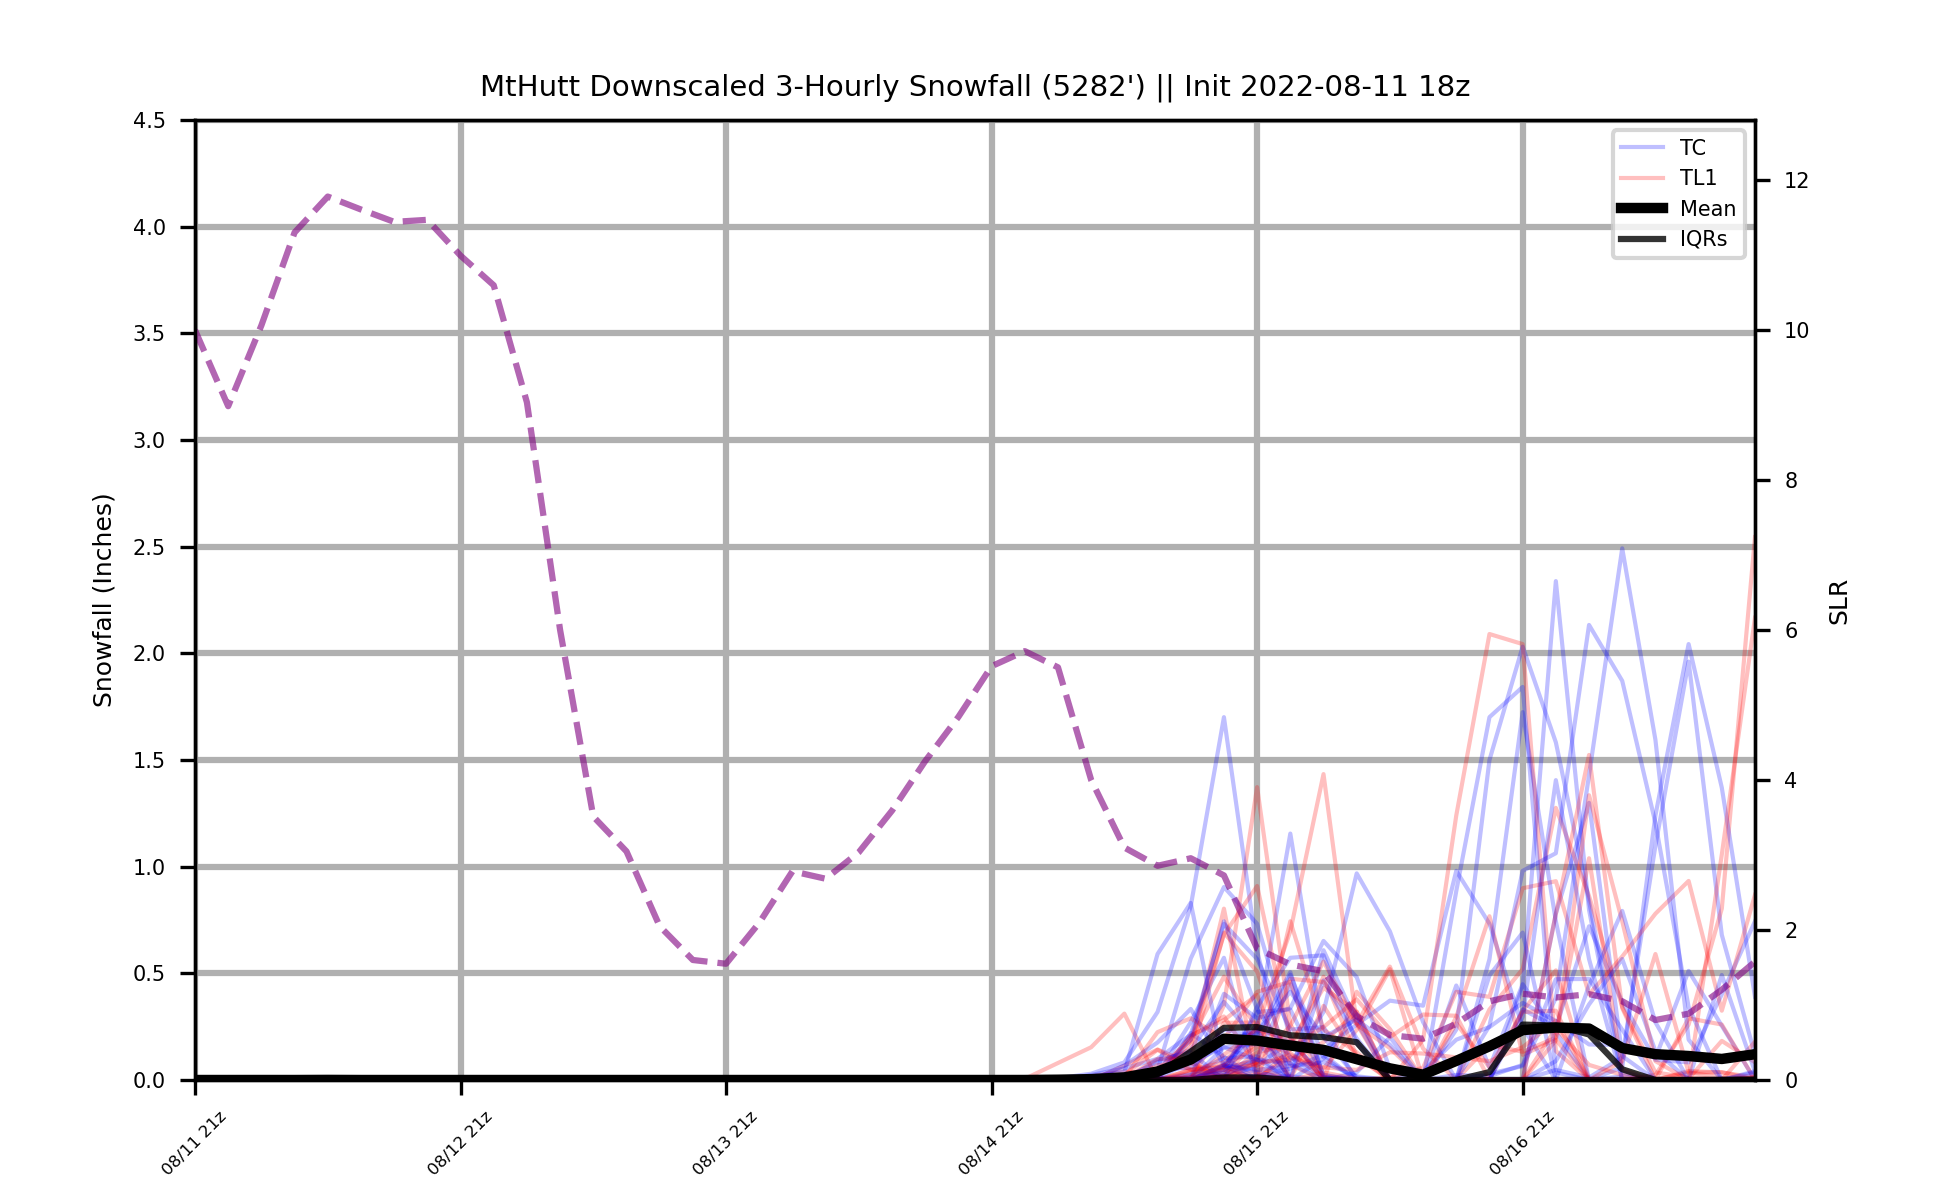 MtHutt Downscaled 3-Hourly Snowfall (5282') || Init 2022-08-11 18z
TC
TL1
Mean
IQRs
4.5
4.0
3.5
3.0
2.5
2.0
1.5
1.0
0.5
0.0
Snowfall (Inches)
12
10
8
6
4
2
0
SLR
08/11 21z
08/12 21z
08/13 21z
08/14 21z
08/15 21z
08/16 21z